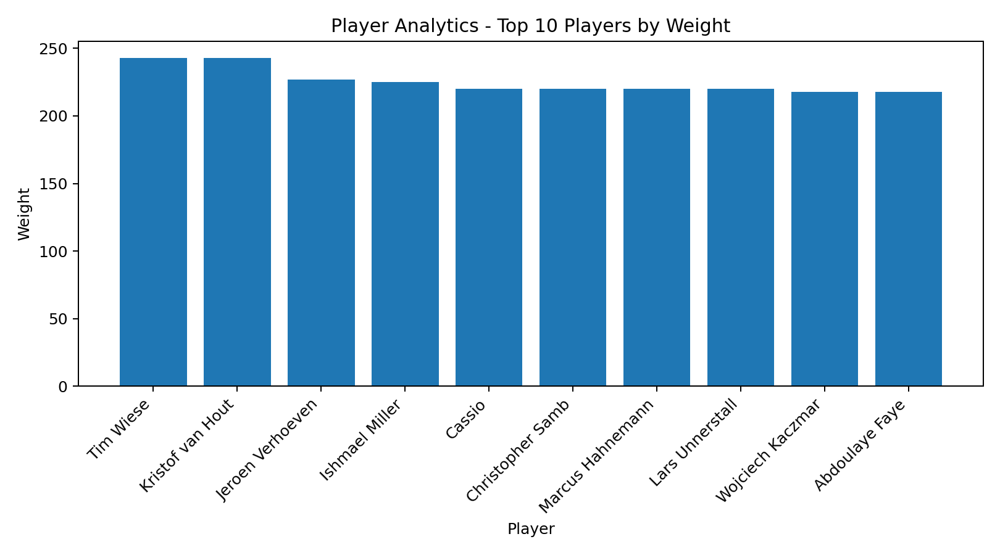 Player Analytics - Top 10 Players by Weight
250
200
150
100
50
0
Weight
Tim Wiese
Kristof van Hout
Jeroen Verhoeven
Ishmael Miller
Cassio
Christopher Samb
Marcus Hahnemann
Lars Unnerstall
Wojciech Kaczmar
Abdoulaye Faye
Player